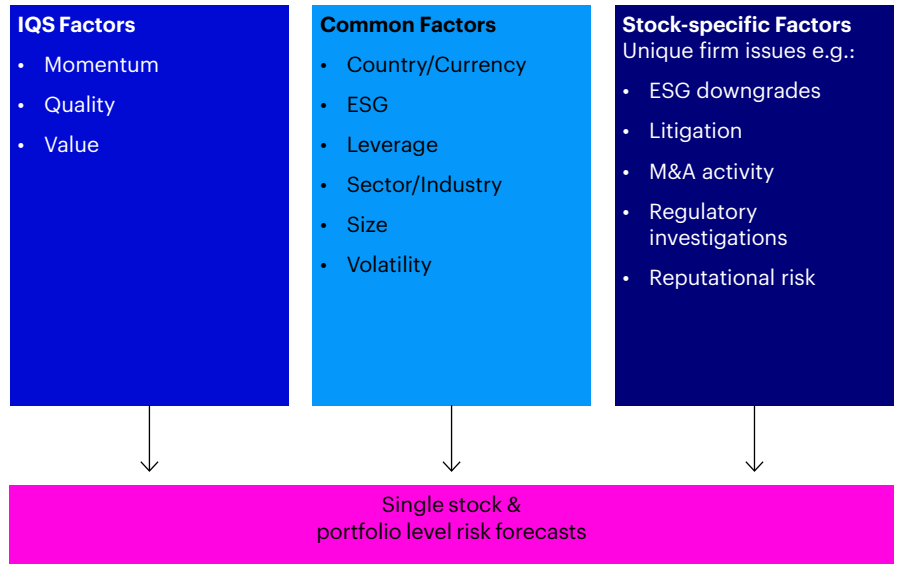 IQS Factors
• Momentum
• Quality
• Value
Common Factors
• Country/Currency
• ESG
• Leverage
• Sector/Industry
• Size
• Volatility
Stock-specific Factors
Unique firm issues e.g.:
• ESG downgrades
• Litigation
• M&A activity
• Regulatory
investigations
• Reputational risk
Single stock &
portfolio level risk forecasts